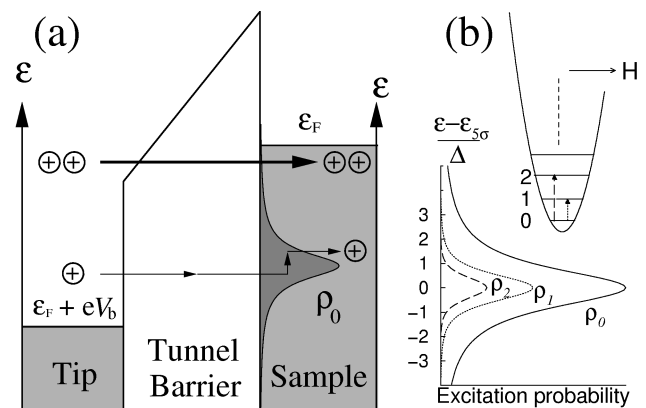 (a)
ε
ε
ε_F
⊕⊕
⊕⊕
⊕
⊕
ε_F + eV_b
ρ_0
Tip
Tunnel
Barrier
Sample
(b)
H
ε−ε_5σ
Δ
2
1
0
3
2
1
0
−1
−2
−3
ρ_2
ρ_1
ρ_0
Excitation probability